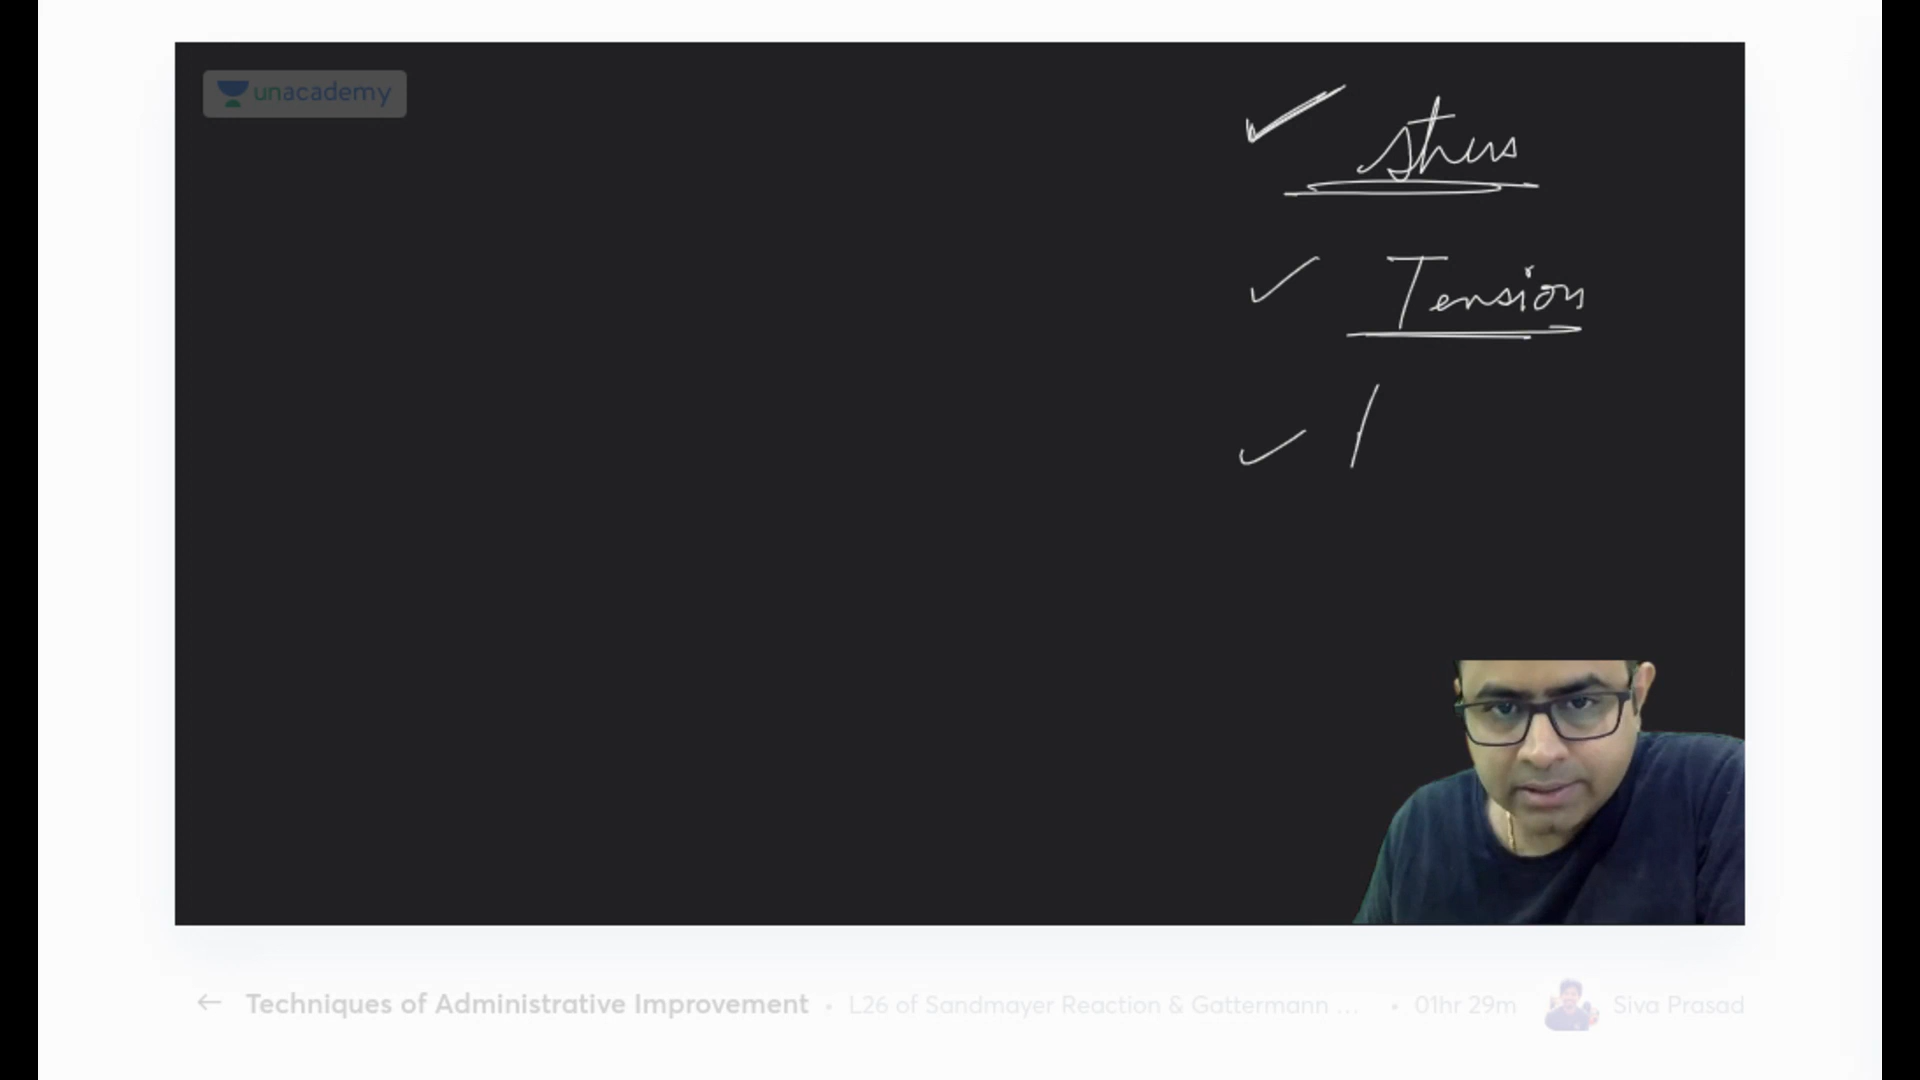 unacademy
Stress
Tension
Techniques of Administrative Improvement • L26 of Sandmayer Reaction & Gattermann ... • 01hr 29m Siva Prasad